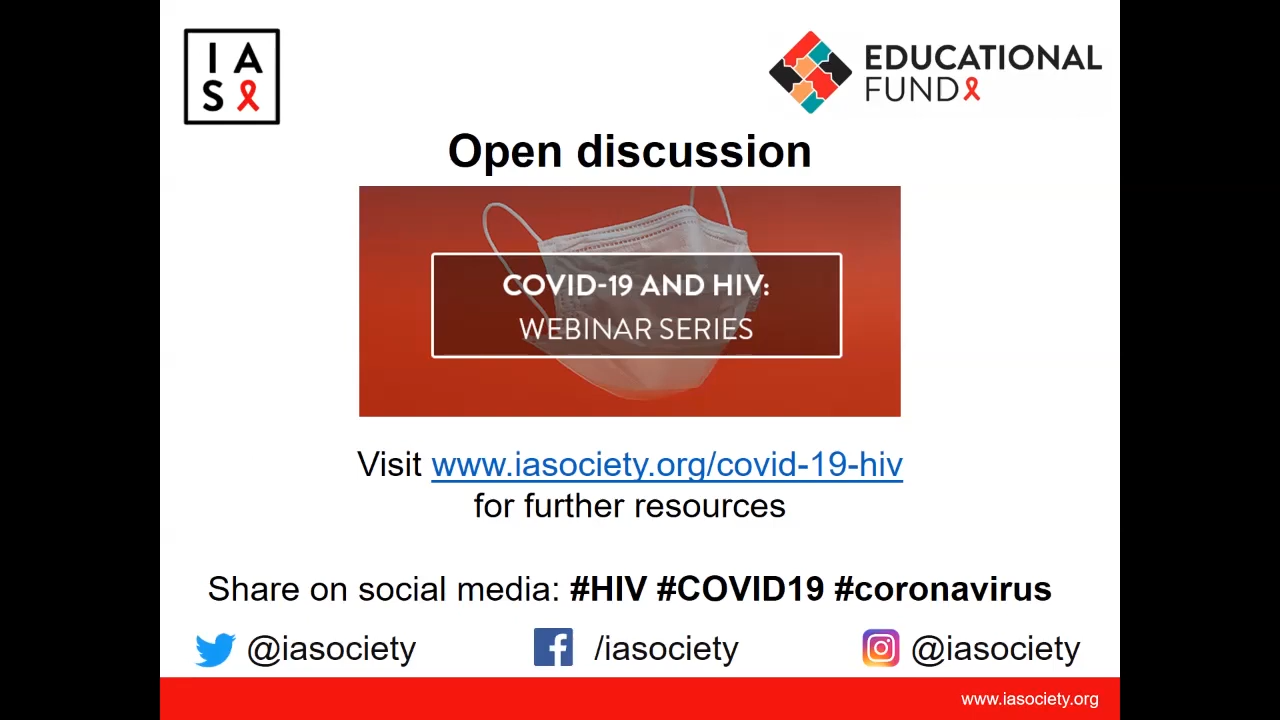 I A
S
EDUCATIONAL
FUND
Open discussion
COVID-19 AND HIV:
WEBINAR SERIES
Visit www.iasociety.org/covid-19-hiv
for further resources
Share on social media: #HIV #COVID19 #coronavirus
@iasociety /iasociety @iasociety
www.iasociety.org